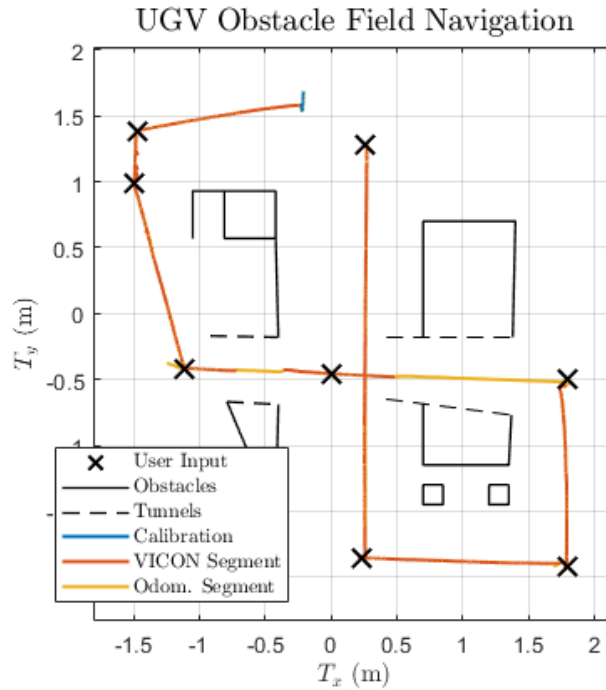 UGV Obstacle Field Navigation
2
1.5
1
0.5
0
-0.5
T_y (m)
User Input
Obstacles
Tunnels
Calibration
VICON Segment
Odom. Segment
-1.5 -1 -0.5 0 0.5 1 1.5 2
T_x (m)